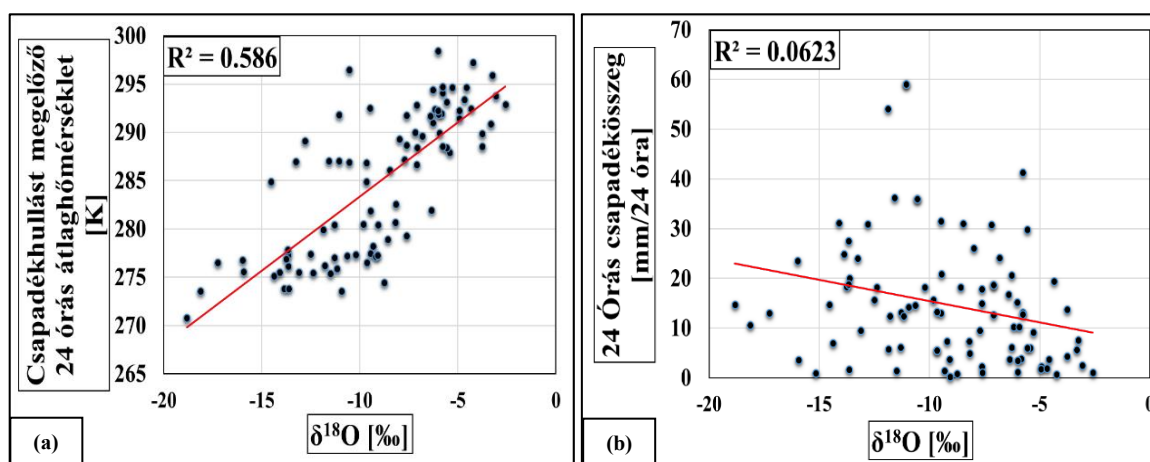 Csapadékhullást megelőző
24 órás átlaghőmérséklet
[K]
R² = 0.586
300
295
290
285
280
275
270
265
-20
-15
-10
-5
0
δ¹⁸O [‰]
(a)
24 Órás csapadékösszeg
[mm/24 óra]
R² = 0.0623
70
60
50
40
30
20
10
0
-20
-15
-10
-5
0
δ¹⁸O [‰]
(b)